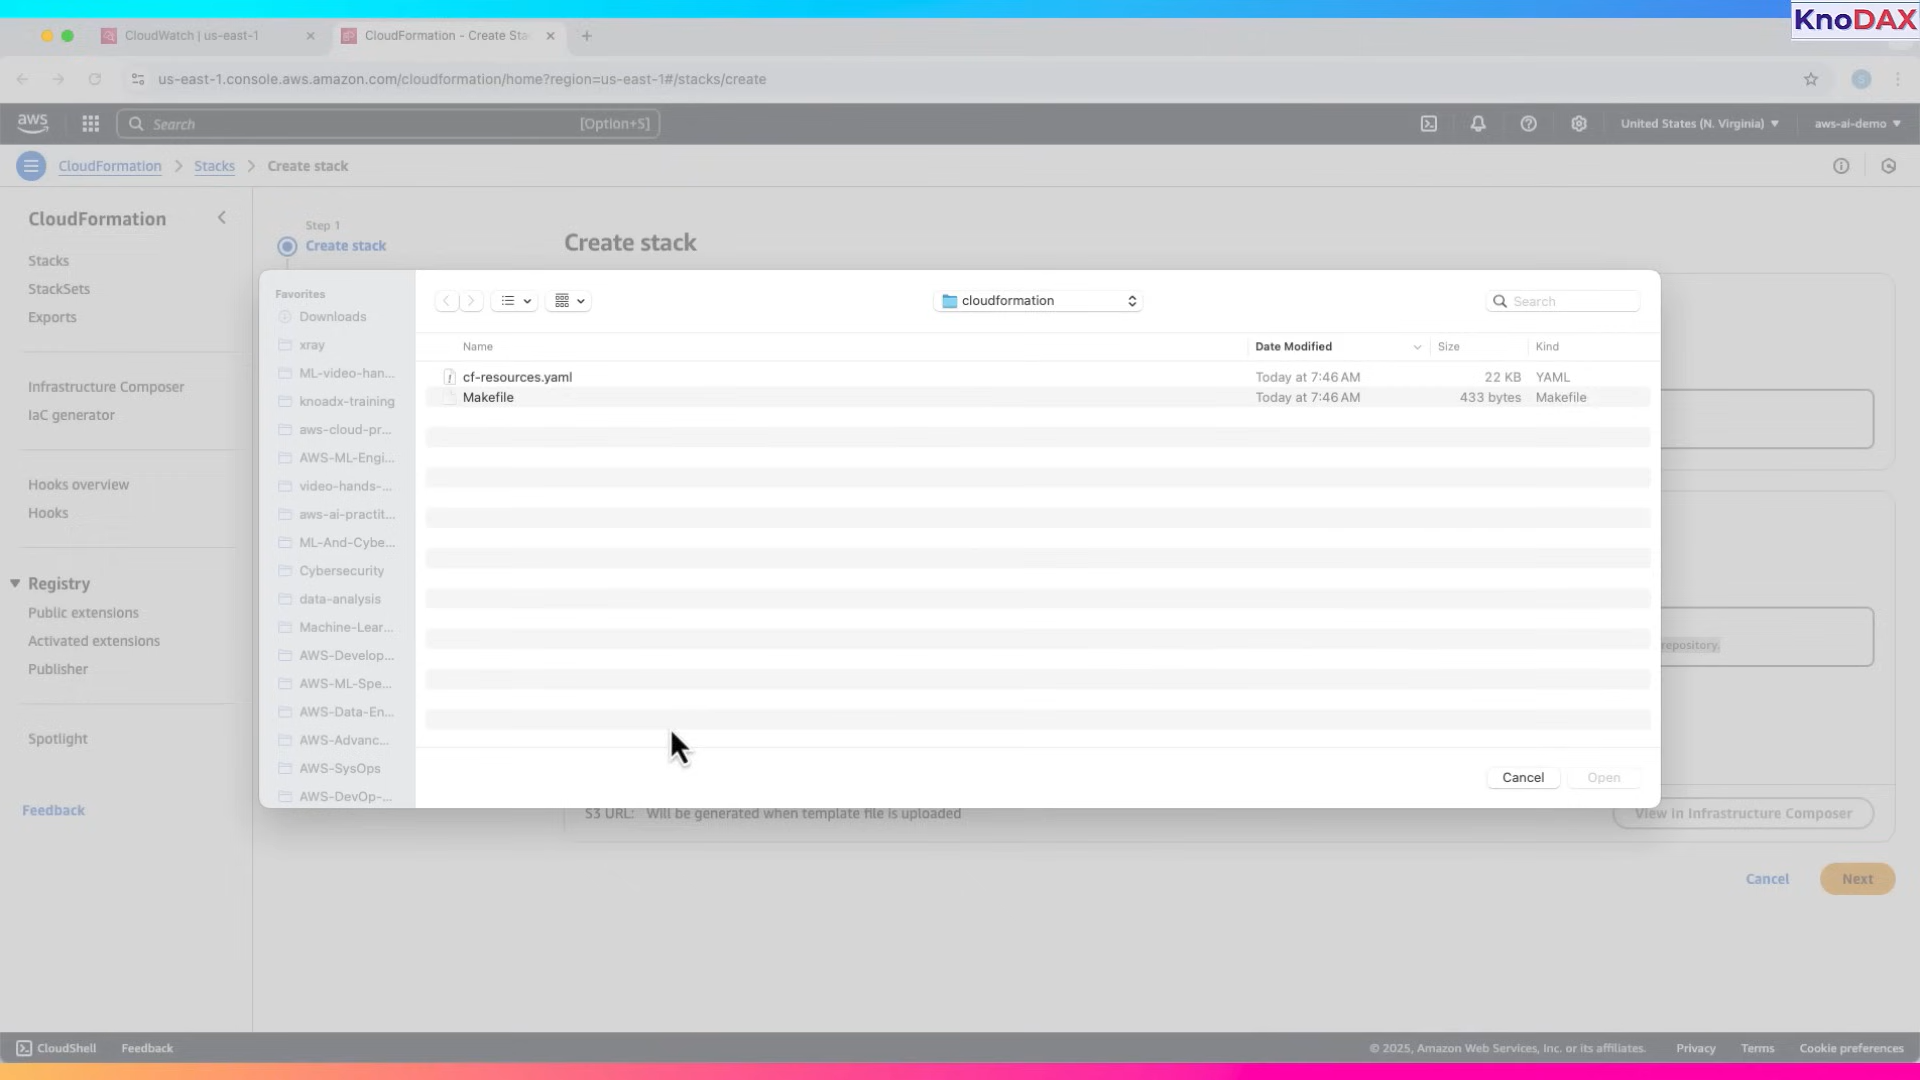 KnoDAX
CloudWatch | us-east-1
CloudFormation - Create Sta
us-east-1.console.aws.amazon.com/cloudformation/home?region=us-east-1#/stacks/create
aws
Search
[Option+S]
United States (N. Virginia)
aws-ai-demo
CloudFormation
Stacks
Create stack
CloudFormation
Stacks
StackSets
Exports
Infrastructure Composer
IaC generator
Hooks overview
Hooks
Registry
Public extensions
Activated extensions
Publisher
Spotlight
Feedback
Step 1
Create stack
Create stack
Favorites
Downloads
xray
ML-video-han...
knoadx-training
aws-cloud-pr...
AWS-ML-Engi...
video-hands-...
aws-ai-practit...
ML-And-Cybe...
Cybersecurity
data-analysis
Machine-Lear...
AWS-Develop...
AWS-ML-Spe...
AWS-Data-En...
AWS-Advanc...
AWS-SysOps
AWS-DevOp-...
cloudformation
Search
Name Date Modified Size Kind
cf-resources.yaml Today at 7:46 AM 22 KB YAML
Makefile Today at 7:46 AM 433 bytes Makefile
Cancel
Open
repository.
S3 URL: Will be generated when template file is uploaded
View in Infrastructure Composer
Cancel
Next
CloudShell
Feedback
© 2025, Amazon Web Services, Inc. or its affiliates.
Privacy
Terms
Cookie preferences